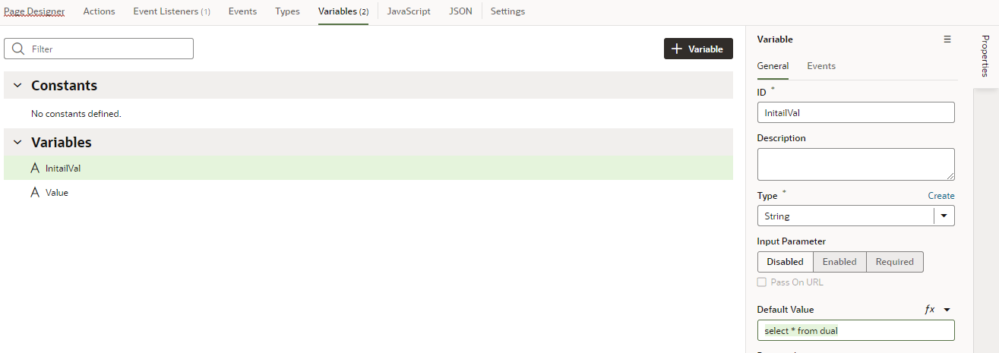 Page Designer Actions Event Listeners (1) Events Types Variables (2) JavaScript JSON Settings
Filter
+ Variable
Constants
No constants defined.
Variables
InitailVal
Value
Variable
General Events
ID *
InitailVal
Description
Type * Create
String
Input Parameter
Disabled Enabled Required
Pass On URL
Default Value fx
select * from dual
Properties